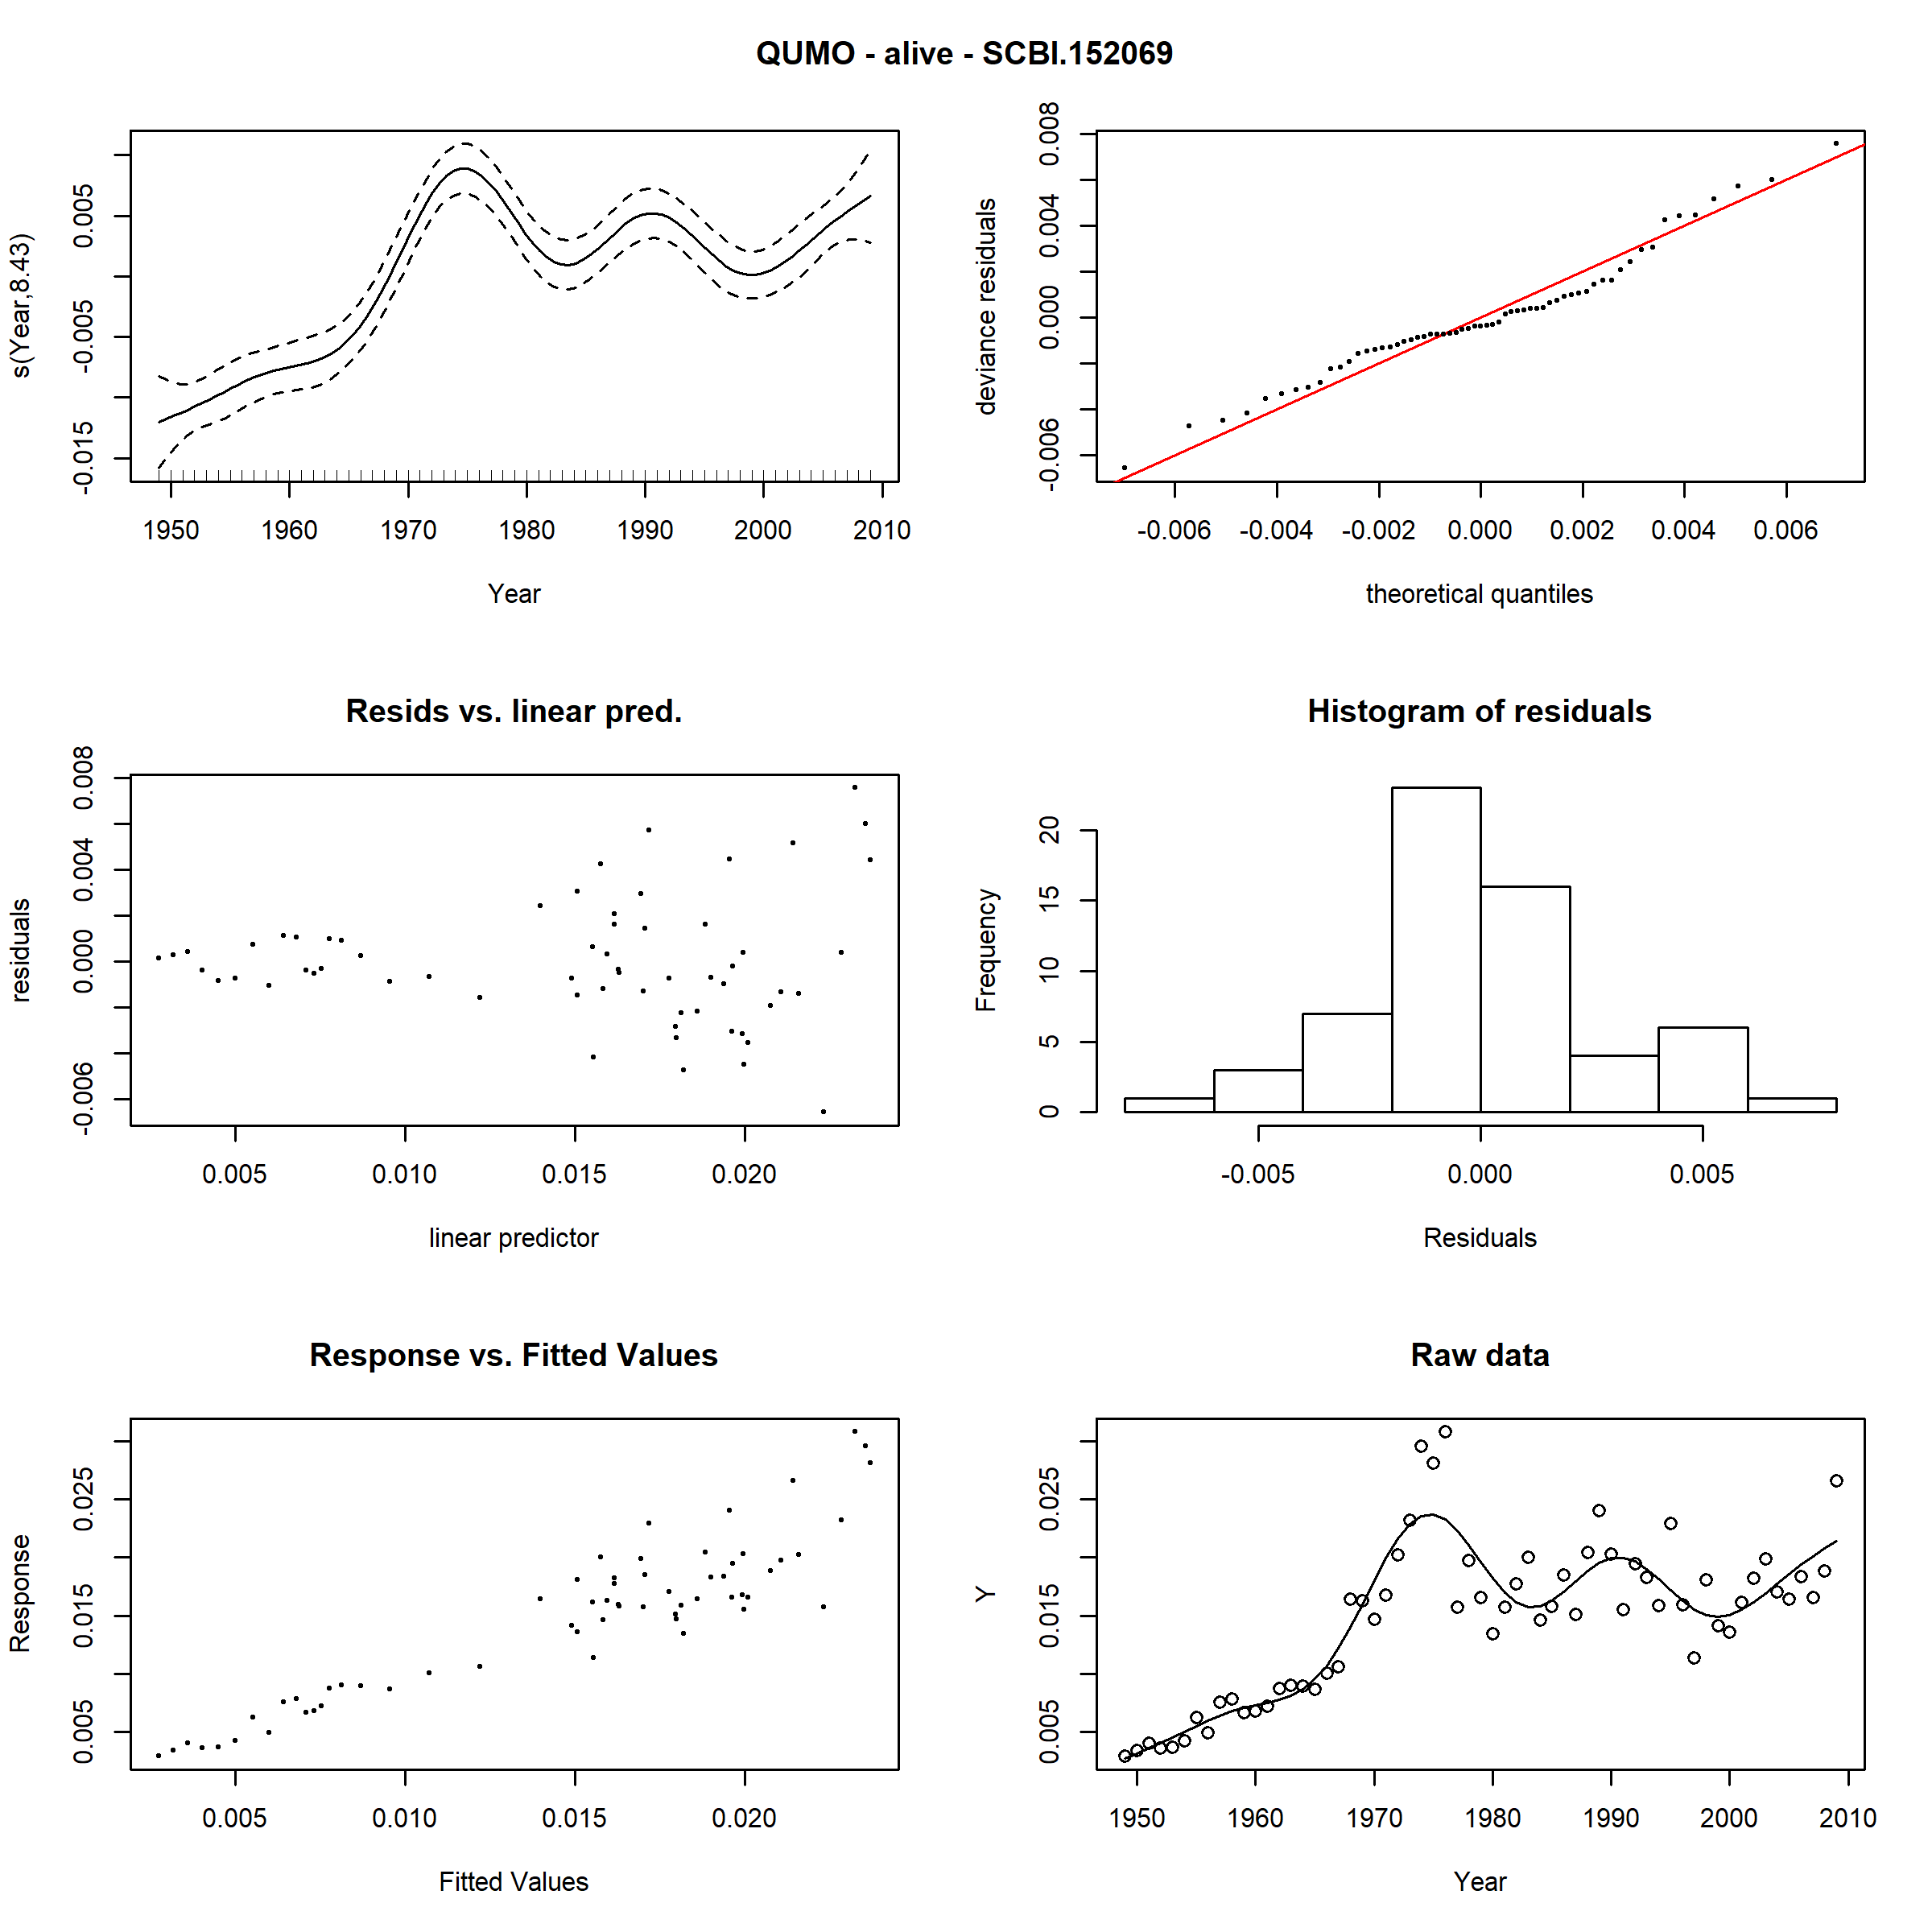 QUMO - alive - SCBI.152069
s(Year,8.43)
-0.015 -0.005 0.005
1950 1960 1970 1980 1990 2000 2010
Year
deviance residuals
-0.006 0.000 0.004 0.008
-0.006 -0.004 -0.002 0.000 0.002 0.004 0.006
theoretical quantiles
Resids vs. linear pred.
residuals
-0.006 0.000 0.004 0.008
0.005 0.010 0.015 0.020
linear predictor
Histogram of residuals
Frequency
0 5 10 15 20
-0.005 0.000 0.005
Residuals
Response vs. Fitted Values
Response
0.005 0.015 0.025
0.005 0.010 0.015 0.020
Fitted Values
Raw data
Y
0.005 0.015 0.025
1950 1960 1970 1980 1990 2000 2010
Year